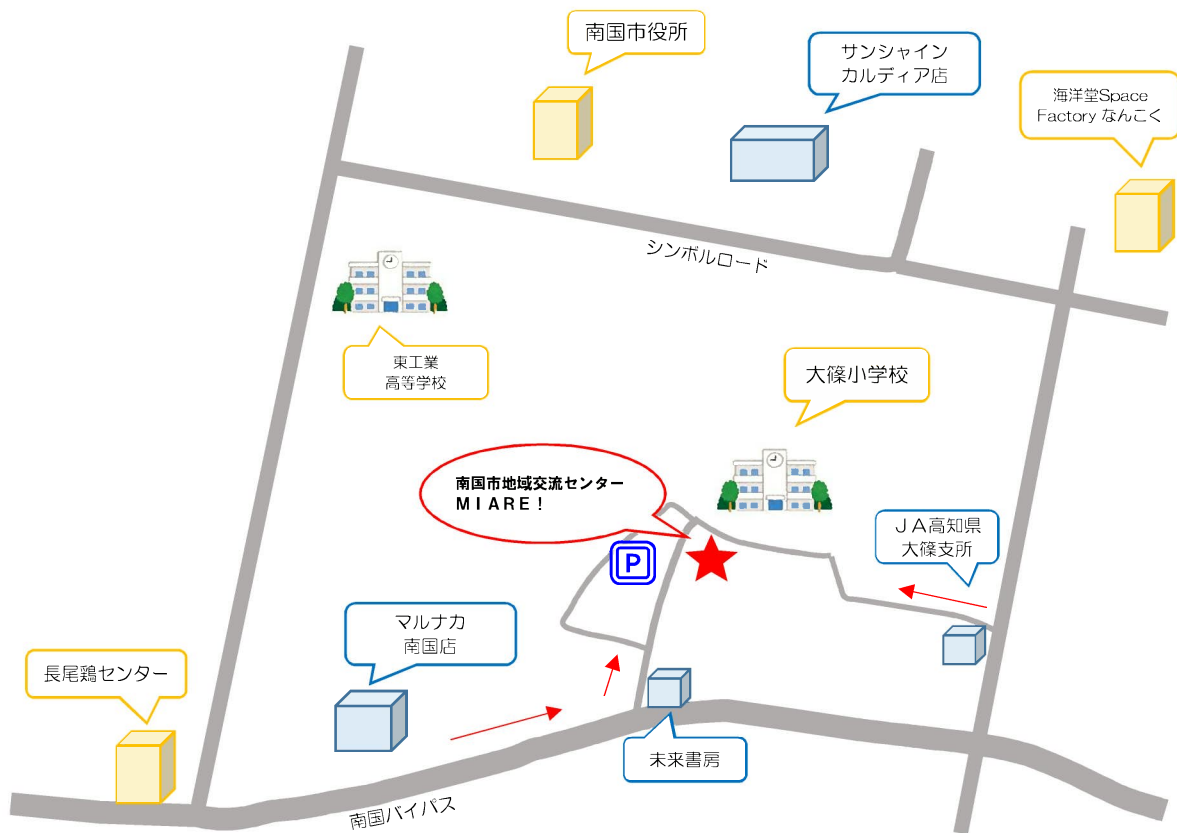 南国市役所
サンシャイン
カルディア店
海洋堂Space
Factory なんこく
シンボルロード
東工業
高等学校
大篠小学校
南国市地域交流センター
ＭＩＡＲＥ！
P
ＪＡ高知県
大篠支所
マルナカ
南国店
長尾鶏センター
未来書房
南国バイパス